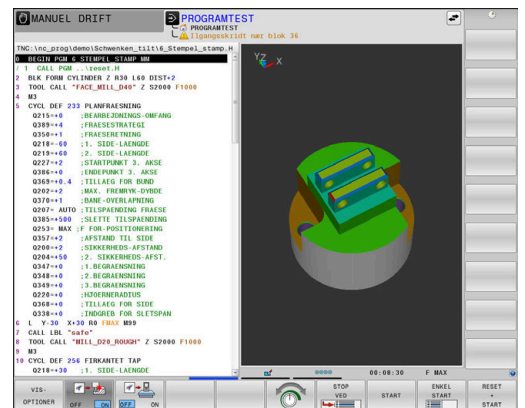 MANUEL DRIFT
PROGRAMTEST
PROGRAMTEST
Ilgangsskridt nær blok 36
TNC:\nc_prog\demo\Schwenken_tilt\6_Stempel_stamp.H
0 BEGIN PGM 6_STEMPEL_STAMP MM
/ 1 CALL PGM ..\reset.H
2 BLK FORM CYLINDER Z R30 L60 DIST+2
3 TOOL CALL "FACE_MILL_D40" Z S2000 F1000
4 M3
5 CYCL DEF 233 PLANFRAESNING
Q215=+0 ;BEARBEJDNINGS-OMFANG
Q389=+4 ;FRAESESTRATEGI
Q350=+1 ;FRAESERETNING
Q218=-60 ;1. SIDE-LAENGDE
Q219=+60 ;2. SIDE-LAENGDE
Q227=+2 ;STARTPUNKT 3. AKSE
Q386=+0 ;ENDEPUNKT 3. AKSE
Q369=+0.4 ;TILLAEG FOR BUND
Q202=+2 ;MAX. FREMRYK-DYBDE
Q370=+1 ;BANE-OVERLAPNING
Q207= AUTO ;TILSPAENDING FRAESE
Q385=+500 ;SLETTE TILSPAENDING
Q253= MAX ;F FOR-POSITIONERING
Q357=+2 ;AFSTAND TIL SIDE
Q200=+2 ;SIKKERHEDS-AFSTAND
Q204=+50 ;2. SIKKERHEDS-AFST.
Q347=+0 ;1.BEGRAENSNING
Q348=+0 ;2.BEGRAENSNING
Q349=+0 ;3.BEGRAENSNING
Q220=+0 ;HJOERNERADIUS
Q368=+0 ;TILLAEG FOR SIDE
Q338=+0 ;INDGREB FOR SLETSPAN
6 L Y-30 X+30 R0 FMAX M99
7 CALL LBL "safe"
8 TOOL CALL "MILL_D20_ROUGH" Z S2000 F1000
9 M3
10 CYCL DEF 256 FIRKANTET TAP
Q218=+30 ;1. SIDE-LAENGDE
YZ X
00:08:30 F MAX
VIS-
OPTIONER
OFF ON
OFF ON
STOP
VED
START
ENKEL
START
RESET
+
START